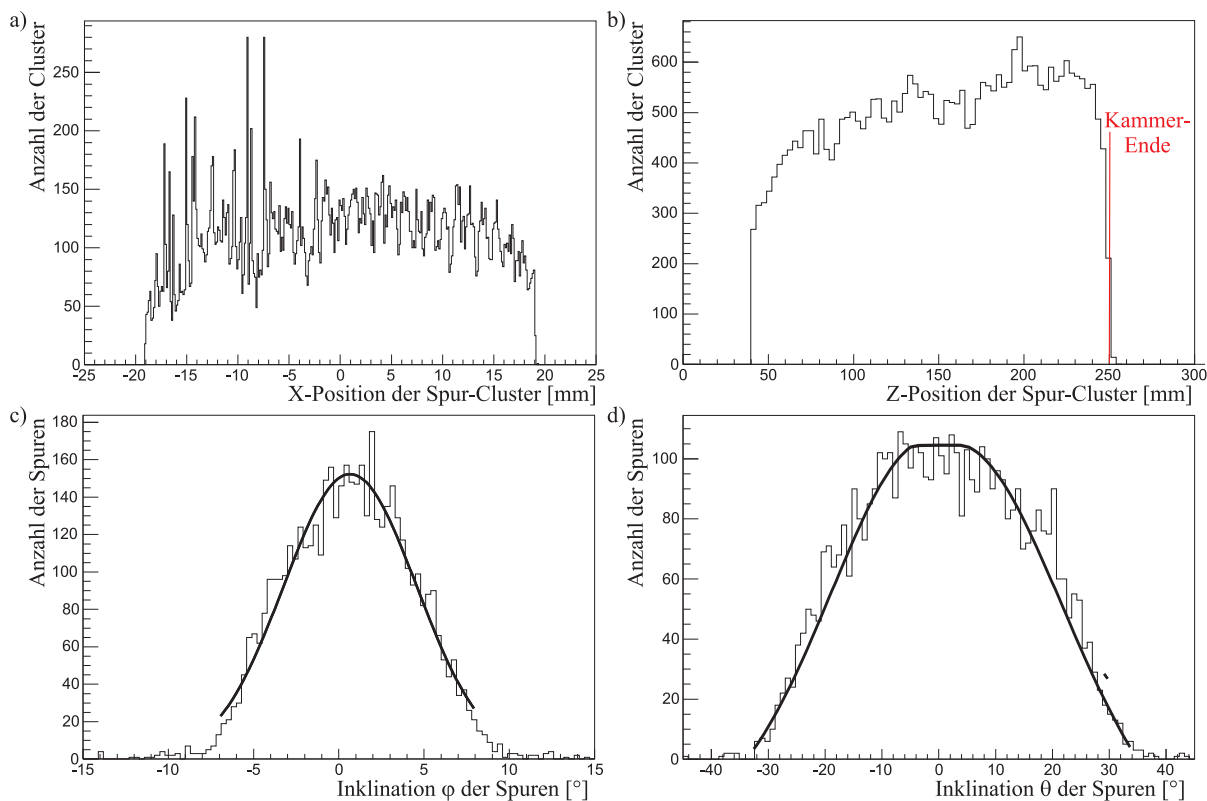 a)
Anzahl der Cluster
250
200
150
100
50
0
-25 -20 -15 -10 -5 0 5 10 15 20 25
X-Position der Spur-Cluster [mm]
b)
Anzahl der Cluster
600
500
400
300
200
100
0
Kammer-
Ende
0 50 100 150 200 250 300
Z-Position der Spur-Cluster [mm]
c)
Anzahl der Spuren
180
160
140
120
100
80
60
40
20
0
-15 -10 -5 0 5 10 15
Inklination φ der Spuren [°]
d)
Anzahl der Spuren
100
80
60
40
20
0
-40 -30 -20 -10 0 10 20 30 40
Inklination θ der Spuren [°]